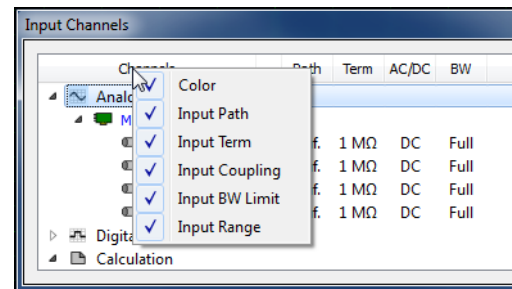 Input Channels
Path Term AC/DC BW
Color
Input Path
Input Term 1 MΩ DC Full
Input Coupling 1 MΩ DC Full
Input BW Limit 1 MΩ DC Full
Input Range 1 MΩ DC Full
Calculation